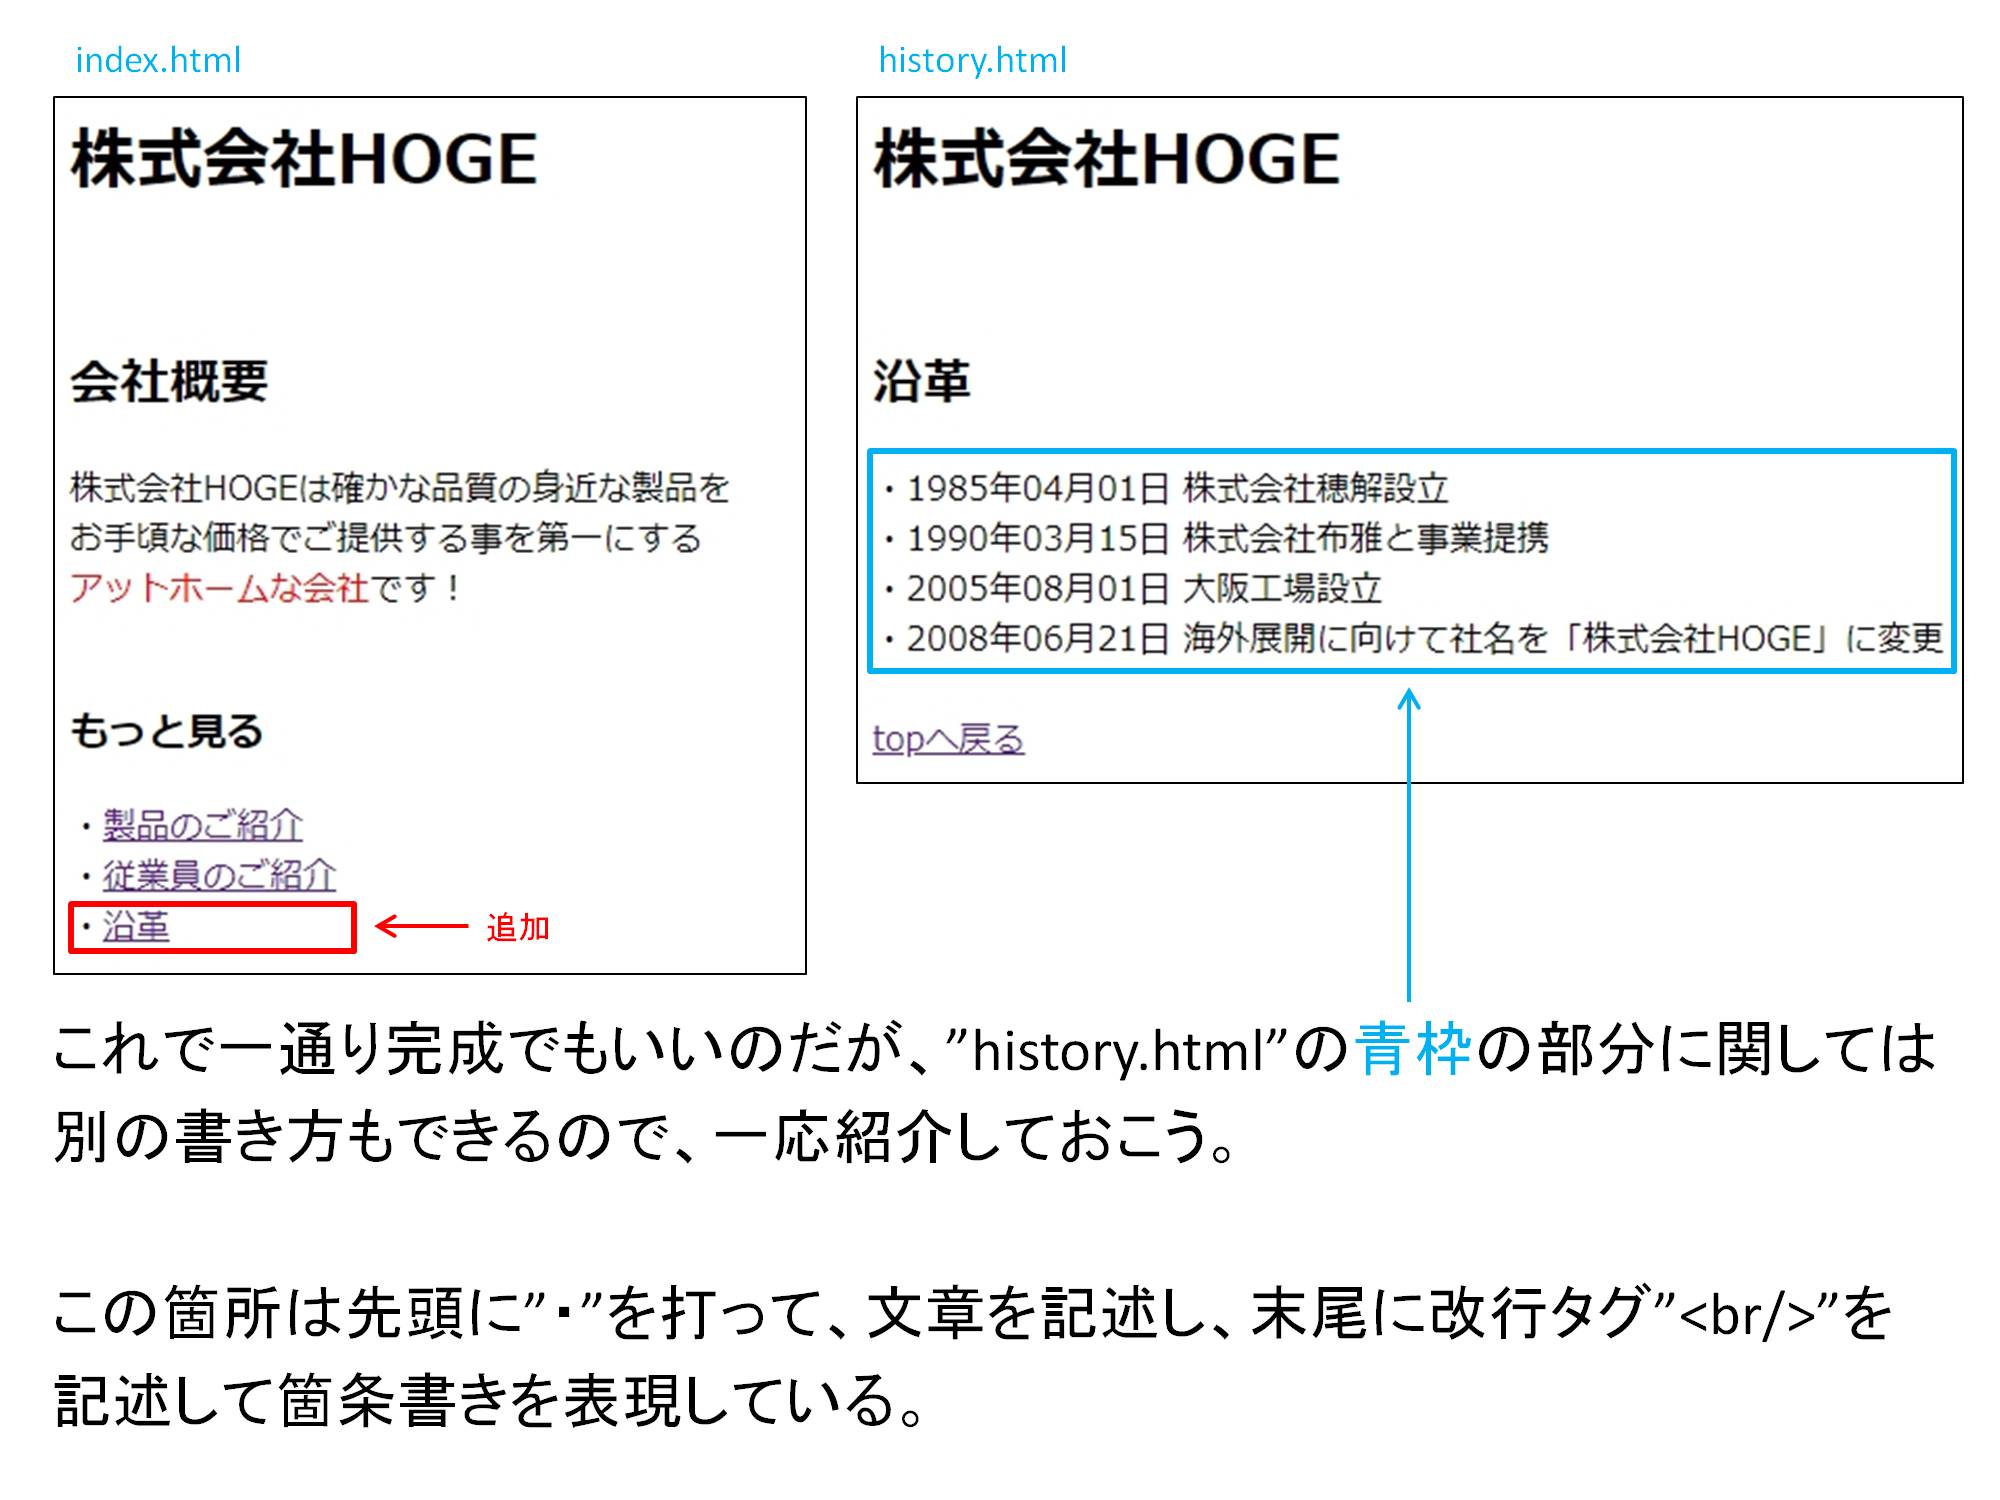 index.html
株式会社HOGE
会社概要
株式会社HOGEは確かな品質の身近な製品を
お手頃な価格でご提供する事を第一にする
アットホームな会社です！
もっと見る
・製品のご紹介
・従業員のご紹介
・沿革
追加
history.html
株式会社HOGE
沿革
・1985年04月01日 株式会社穂解設立
・1990年03月15日 株式会社布雅と事業提携
・2005年08月01日 大阪工場設立
・2008年06月21日 海外展開に向けて社名を「株式会社HOGE」に変更
topへ戻る
これで一通り完成でもいいのだが、”history.html”の青枠の部分に関しては
別の書き方もできるので、一応紹介しておこう。
この箇所は先頭に”・”を打って、文章を記述し、末尾に改行タグ”<br/>”を
記述して箇条書きを表現している。